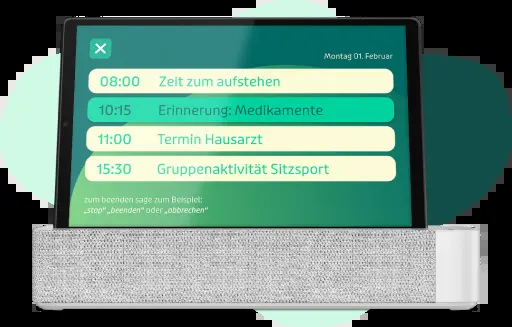 Montag 01. Februar
08:00 Zeit zum aufstehen
10:15 Erinnerung: Medikamente
11:00 Termin Hausarzt
15:30 Gruppenaktivität Sitzsport
zum beenden sage zum Beispiel:
„stop“ „beenden“ oder „abbrechen“